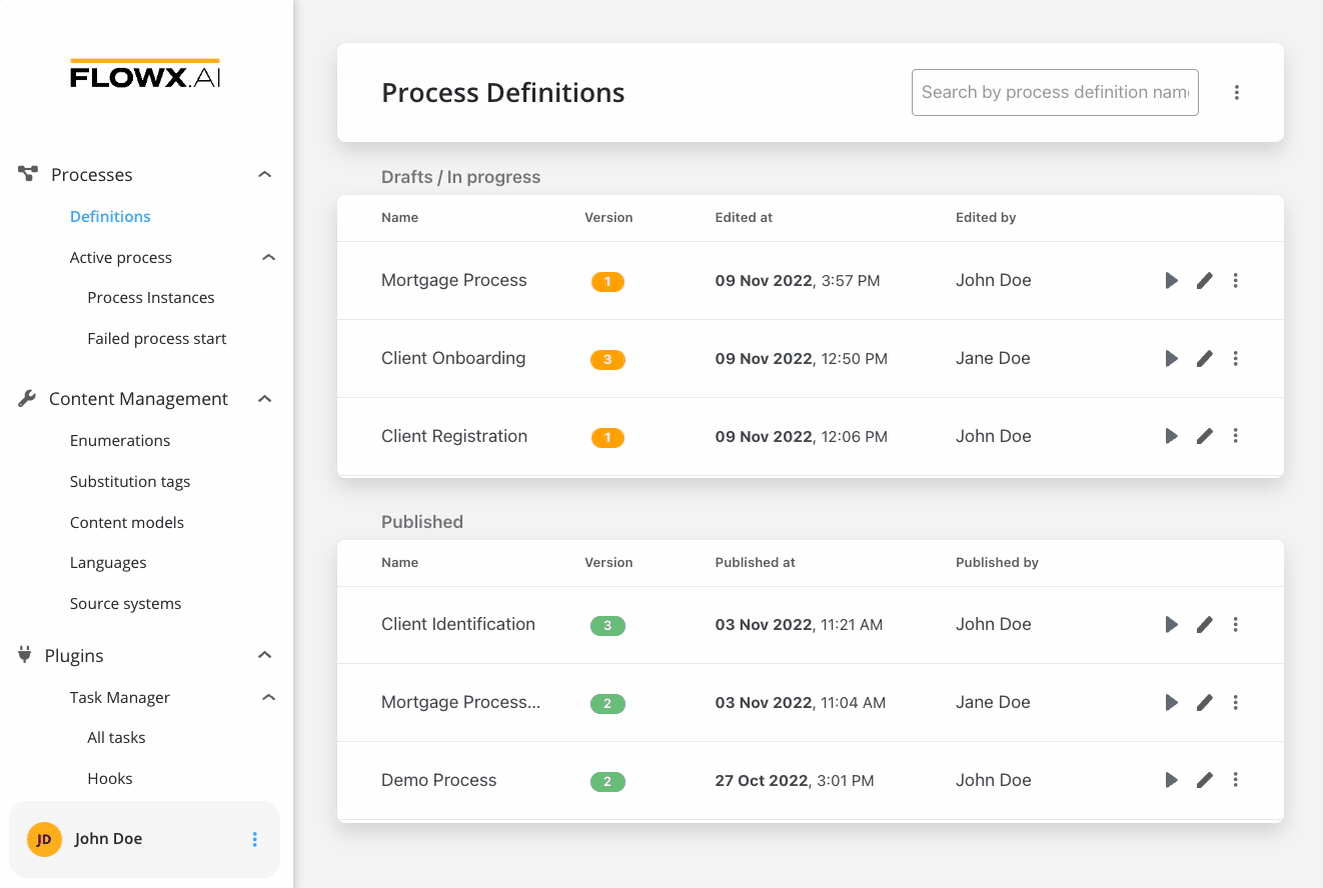 FLOWX.AI
Processes
Definitions
Active process
Process Instances
Failed process start
Content Management
Enumerations
Substitution tags
Content models
Languages
Source systems
Plugins
Task Manager
All tasks
Hooks
JD John Doe
Process Definitions
Search by process definition nam
Drafts / In progress
Name Version Edited at Edited by
Mortgage Process 1 09 Nov 2022, 3:57 PM John Doe
Client Onboarding 3 09 Nov 2022, 12:50 PM Jane Doe
Client Registration 1 09 Nov 2022, 12:06 PM John Doe
Published
Name Version Published at Published by
Client Identification 3 03 Nov 2022, 11:21 AM John Doe
Mortgage Process... 2 03 Nov 2022, 11:04 AM Jane Doe
Demo Process 2 27 Oct 2022, 3:01 PM John Doe